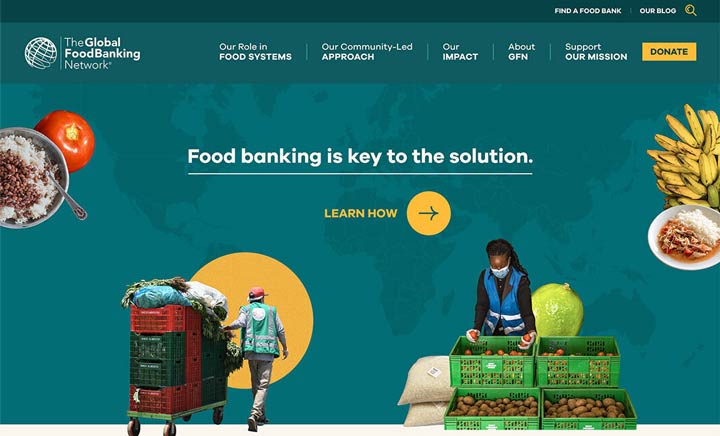 FIND A FOOD BANK
OUR BLOG
The Global
FoodBanking
Network®
Our Role in
FOOD SYSTEMS
Our Community-Led
APPROACH
Our
IMPACT
About
GFN
Support
OUR MISSION
DONATE
Food banking is key to the solution.
LEARN HOW